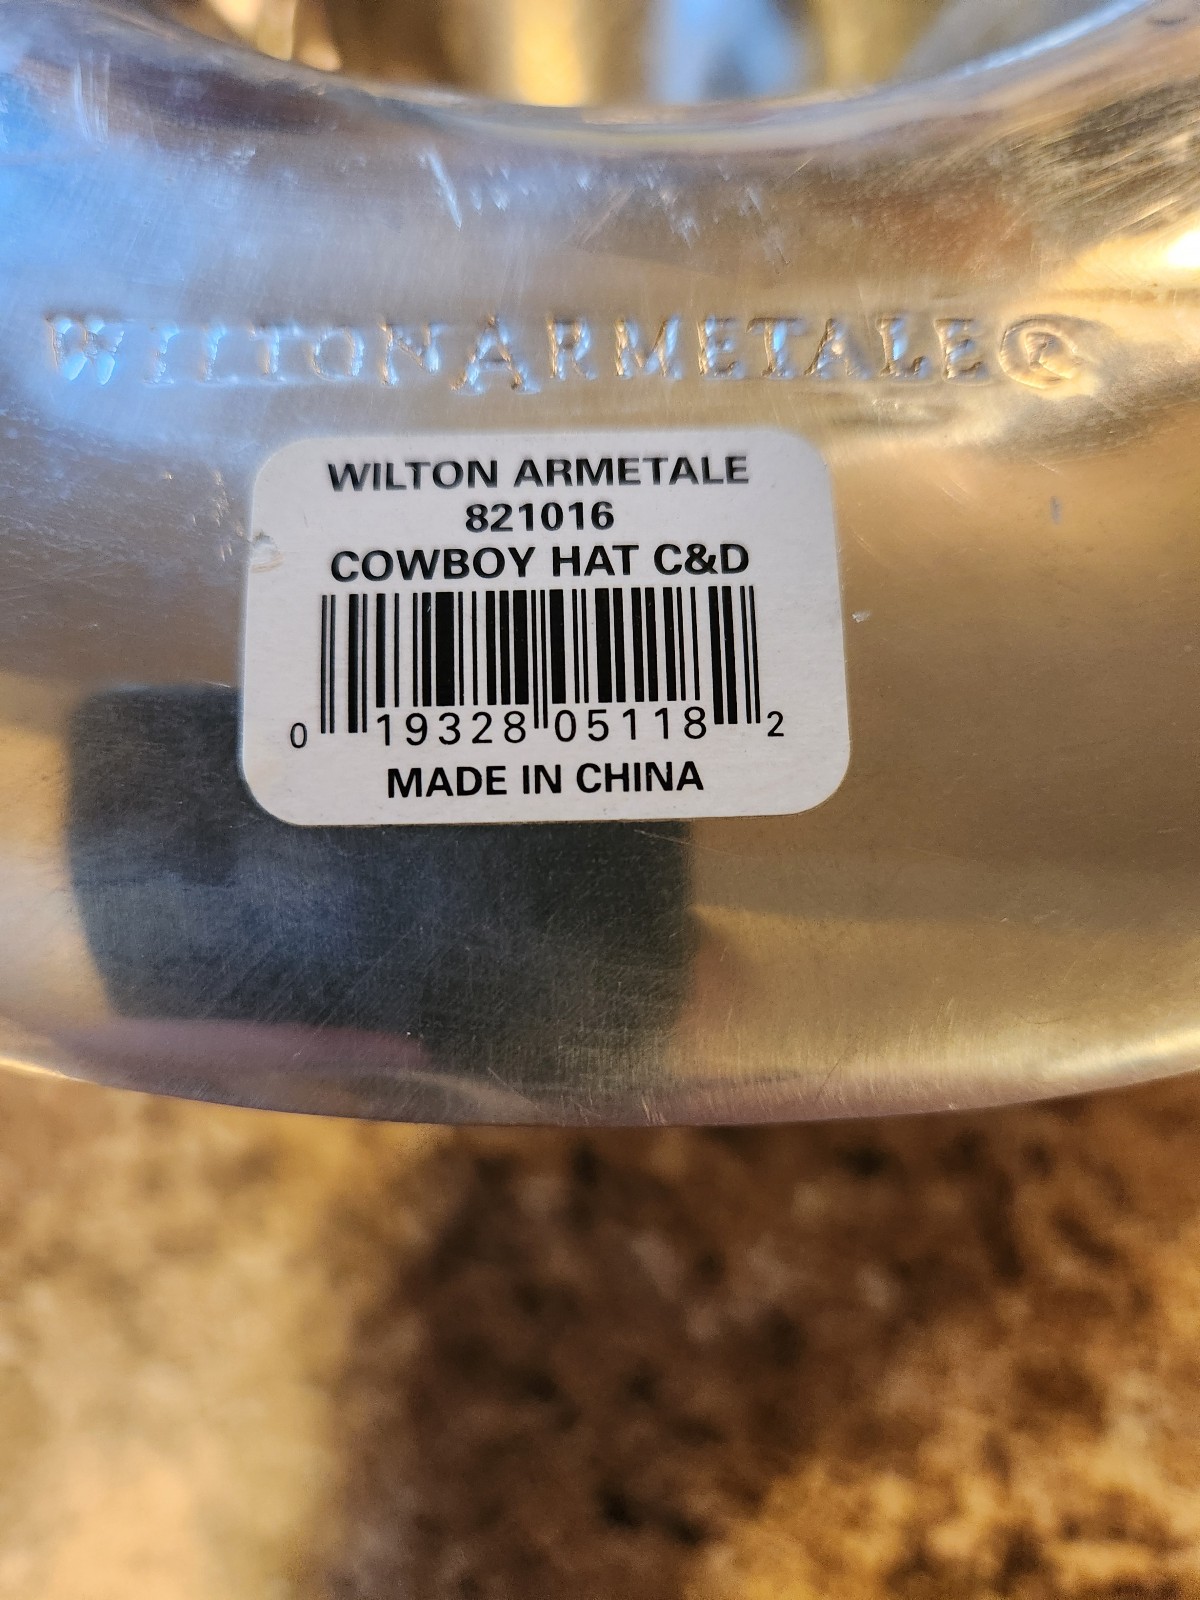 WILTON ARMETALE®
WILTON ARMETALE
821016
COWBOY HAT C&D
0 19328 05118 2
MADE IN CHINA